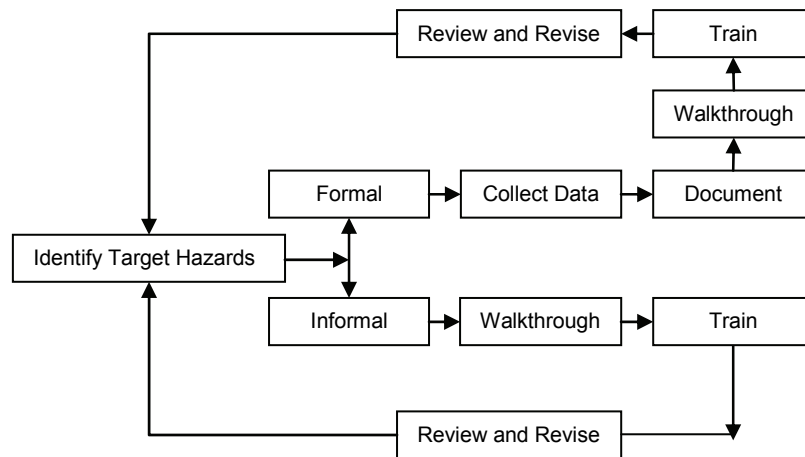 Review and Revise
Train
Walkthrough
Formal
Collect Data
Document
Identify Target Hazards
Informal
Walkthrough
Train
Review and Revise